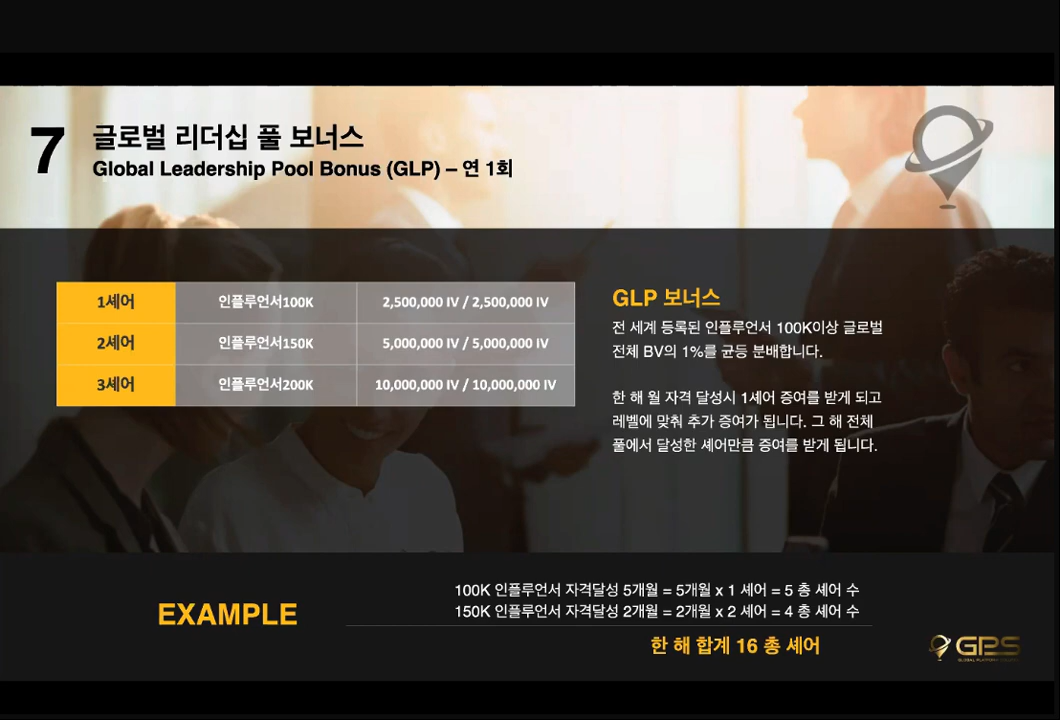 7
글로벌 리더십 풀 보너스
Global Leadership Pool Bonus (GLP) – 연 1회
1셰어 인플루언서100K 2,500,000 IV / 2,500,000 IV
2셰어 인플루언서150K 5,000,000 IV / 5,000,000 IV
3셰어 인플루언서200K 10,000,000 IV / 10,000,000 IV
GLP 보너스
전 세계 등록된 인플루언서 100K이상 글로벌
전체 BV의 1%를 균등 분배합니다.
한 해 월 자격 달성시 1셰어 증여를 받게 되고
레벨에 맞춰 추가 증여가 됩니다. 그 해 전체
풀에서 달성한 셰어만큼 증여를 받게 됩니다.
EXAMPLE
100K 인플루언서 자격달성 5개월 = 5개월 x 1 셰어 = 5 총 셰어 수
150K 인플루언서 자격달성 2개월 = 2개월 x 2 셰어 = 4 총 셰어 수
한 해 합계 16 총 셰어
GPS